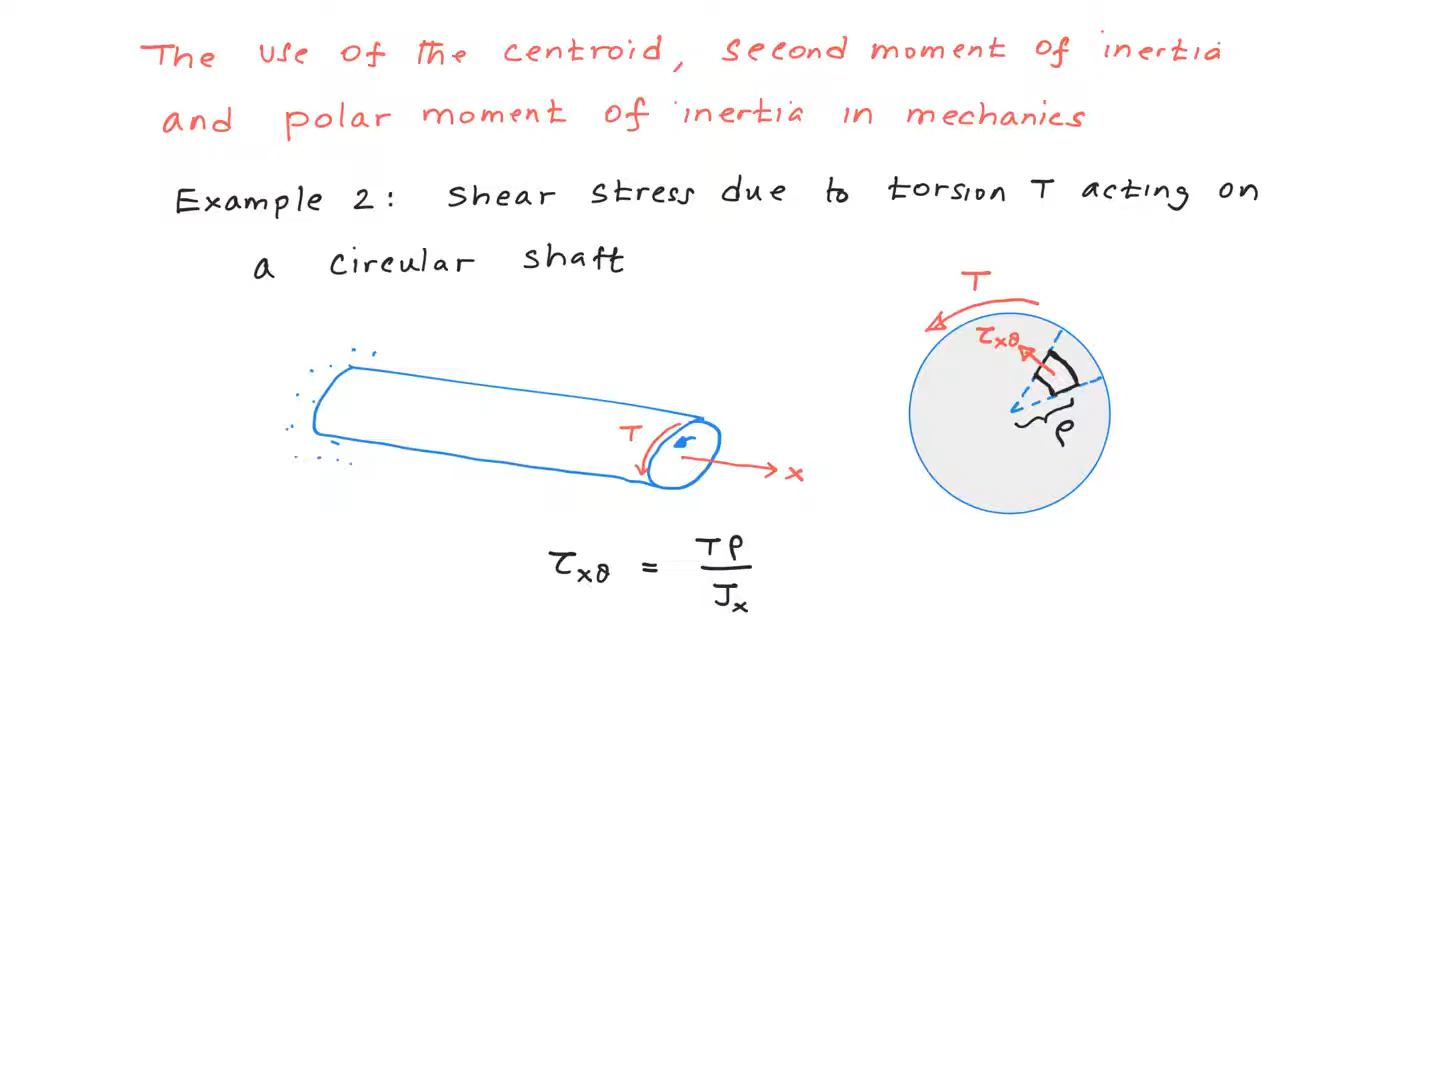 The use of the centroid, second moment of inertia
and polar moment of inertia in mechanics
Example 2: Shear stress due to torsion T acting on
a circular shaft
T
τxθ
ρ
T
x
τxθ = Tρ / Jx